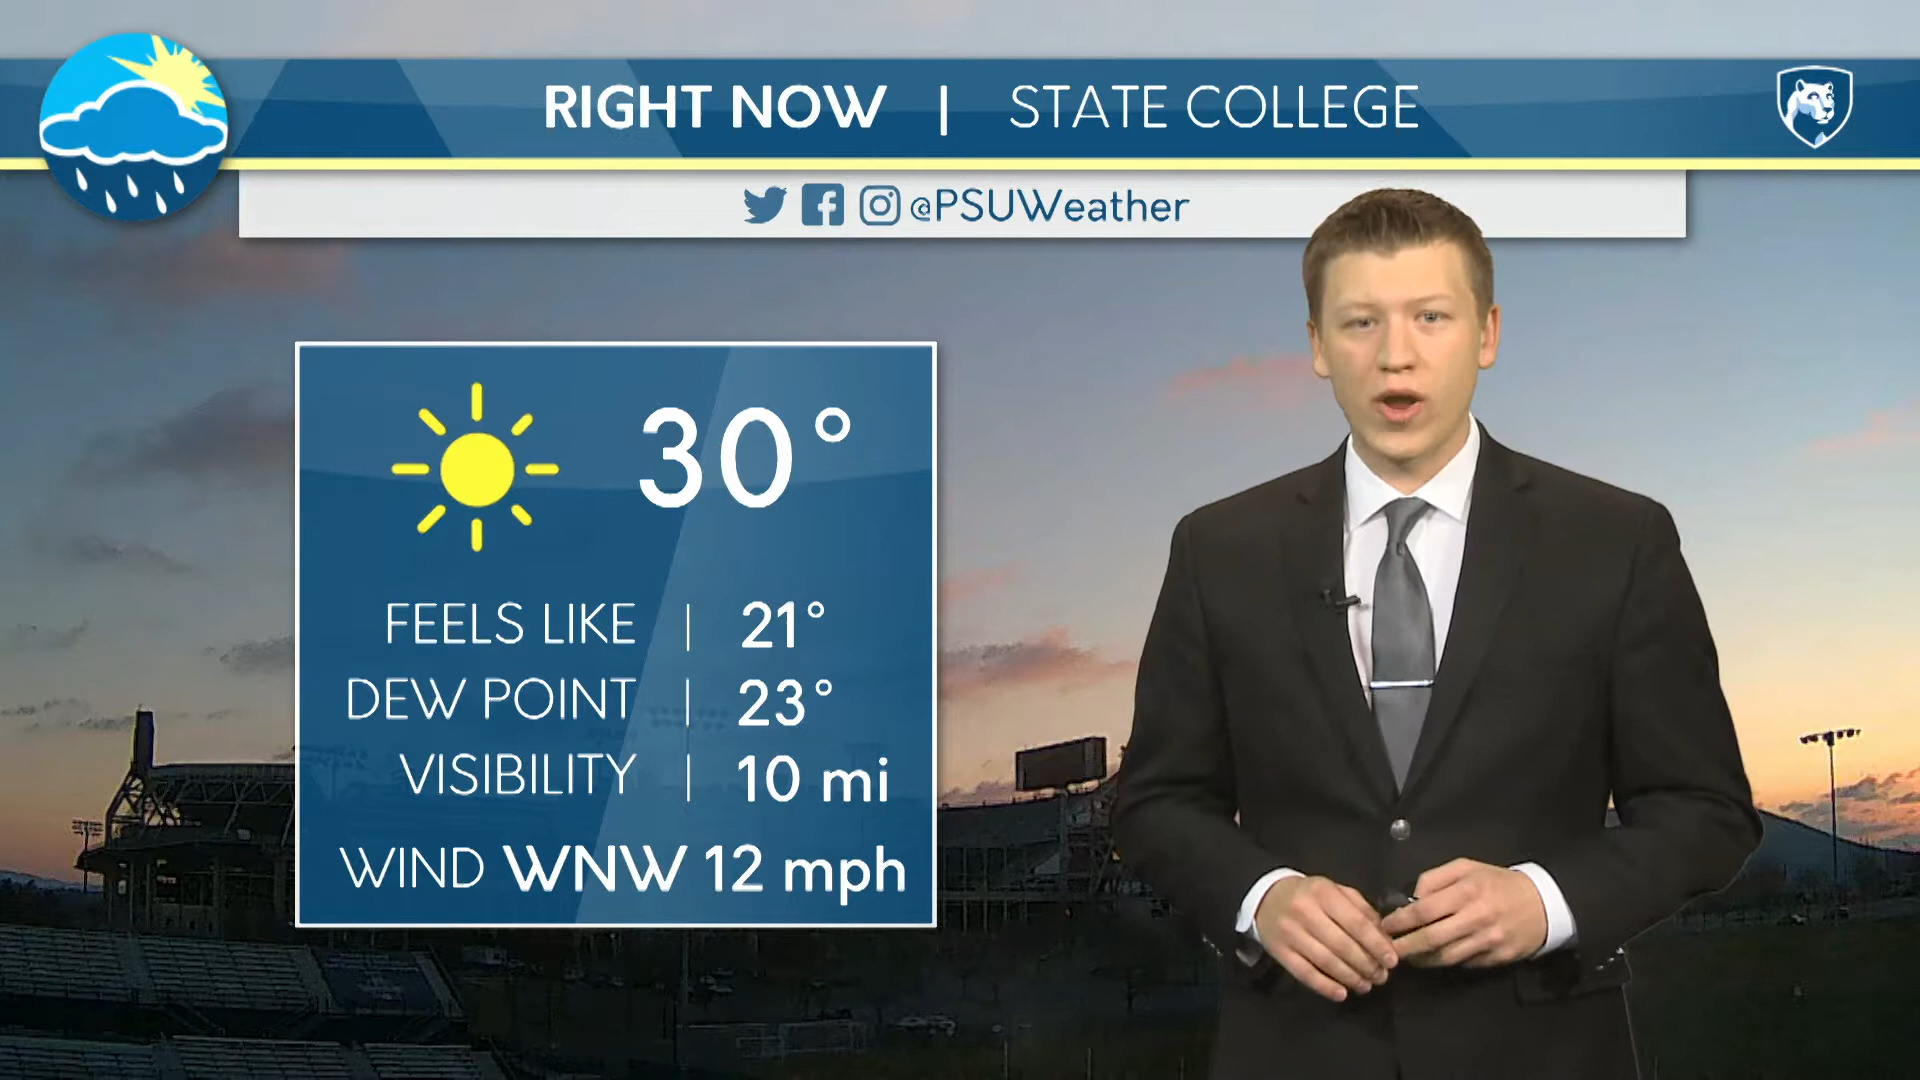 RIGHT NOW | STATE COLLEGE
@PSUWeather
30°
FEELS LIKE | 21°
DEW POINT | 23°
VISIBILITY | 10 mi
WIND WNW 12 mph